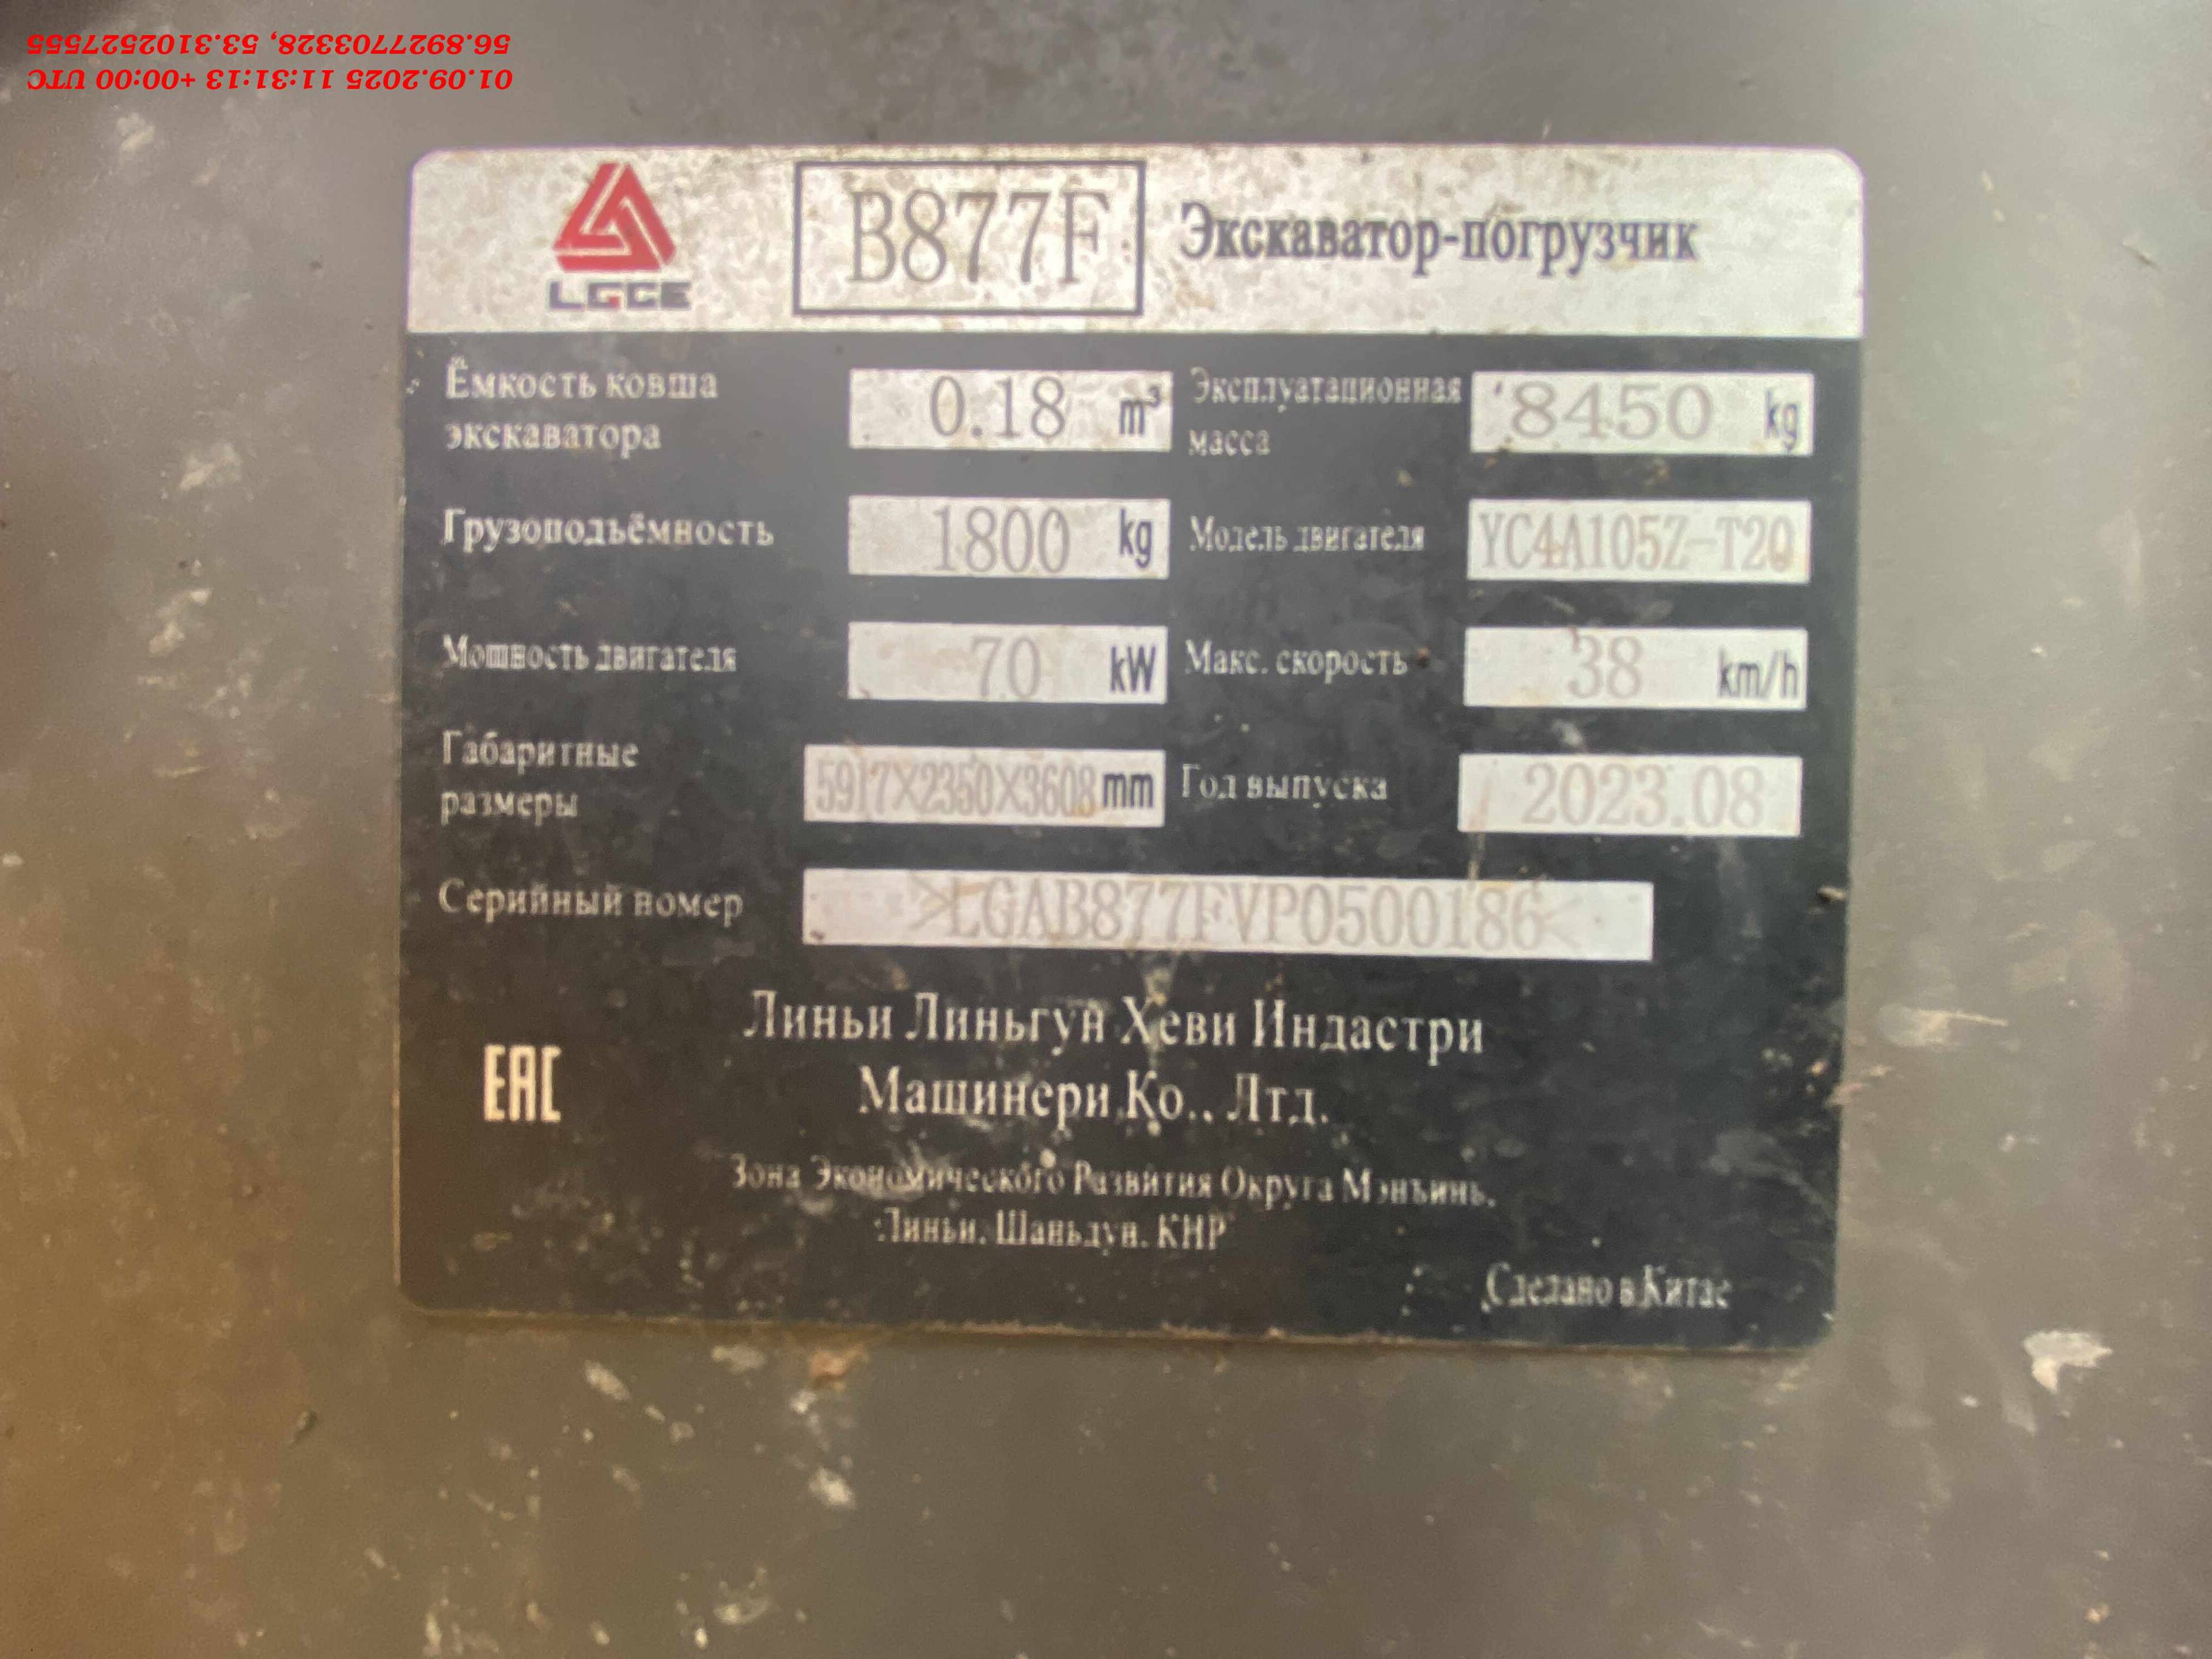 56.89277703328, 53.31025527555
01.09.2025 11:31:13 +00:00 UTC
LGCE
B877F
Экскаватор-погрузчик
Ёмкость ковша
экскаватора
0.18 m³
Эксплуатационная
масса
8450 kg
Грузоподъёмность
1800 kg
Модель двигателя
YC4A105Z-T20
Мощность двигателя
70 kW
Макс. скорость
38 km/h
Габаритные
размеры
5917X2350X3608 mm
Год выпуска
2023.08
Серийный номер
>LGAB877FVP0500186<
Линьи Линьгун Хеви Индастри
Машинери Ко., Лтд.
EAC
Зона Экономического Развития Округа Мэнъинь,
Линьи, Шаньдун, КНР
Сделано в Китае